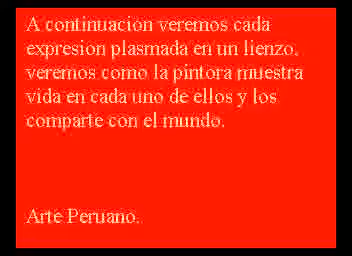 A continuación veremos cada
expresion plasmada en un lienzo,
veremos como la pintora muestra
vida en cada uno de ellos y los
comparte con el mundo.
Arte Peruano.